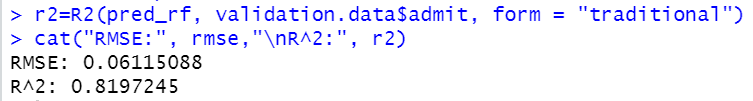 > r2=R2(pred_rf, validation.data$admit, form = "traditional")
> cat("RMSE:", rmse,"\nR^2:", r2)
RMSE: 0.06115088
R^2: 0.8197245